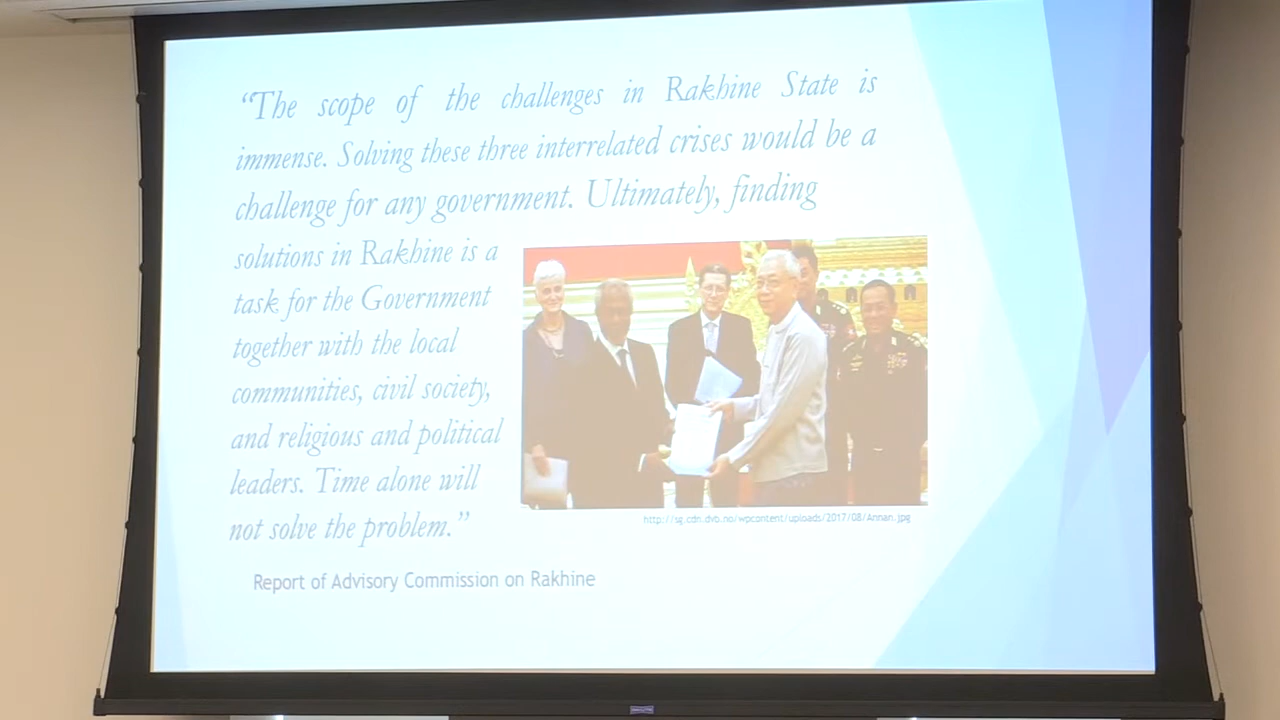 “The scope of the challenges in Rakhine State is
immense. Solving these three interrelated crises would be a
challenge for any government. Ultimately, finding
solutions in Rakhine is a
task for the Government
together with the local
communities, civil society,
and religious and political
leaders. Time alone will
not solve the problem.”
http://sg.cdn.dvb.no/wpcontent/uploads/2017/08/Annan.jpg
Report of Advisory Commission on Rakhine